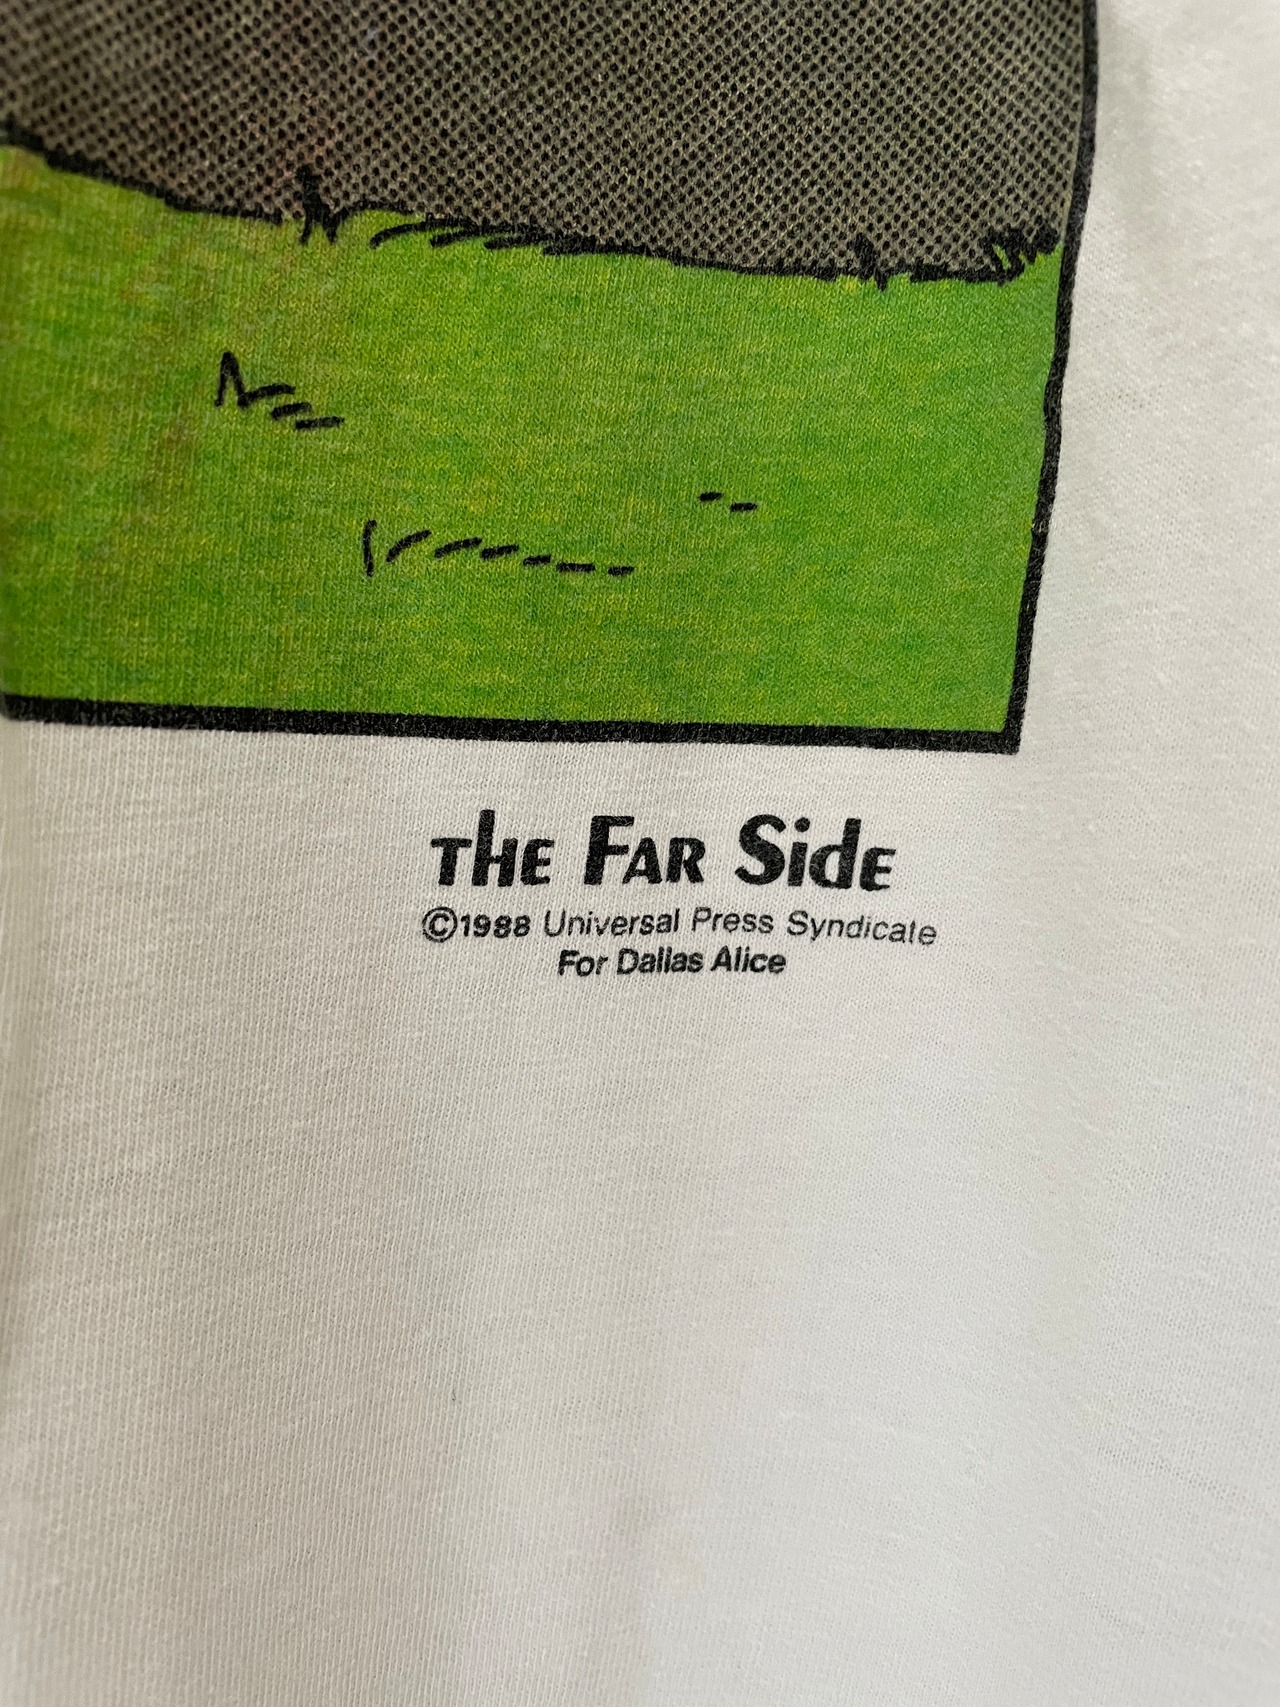 THE FAR SidE
©1988 Universal Press Syndicate
For Dallas Alice